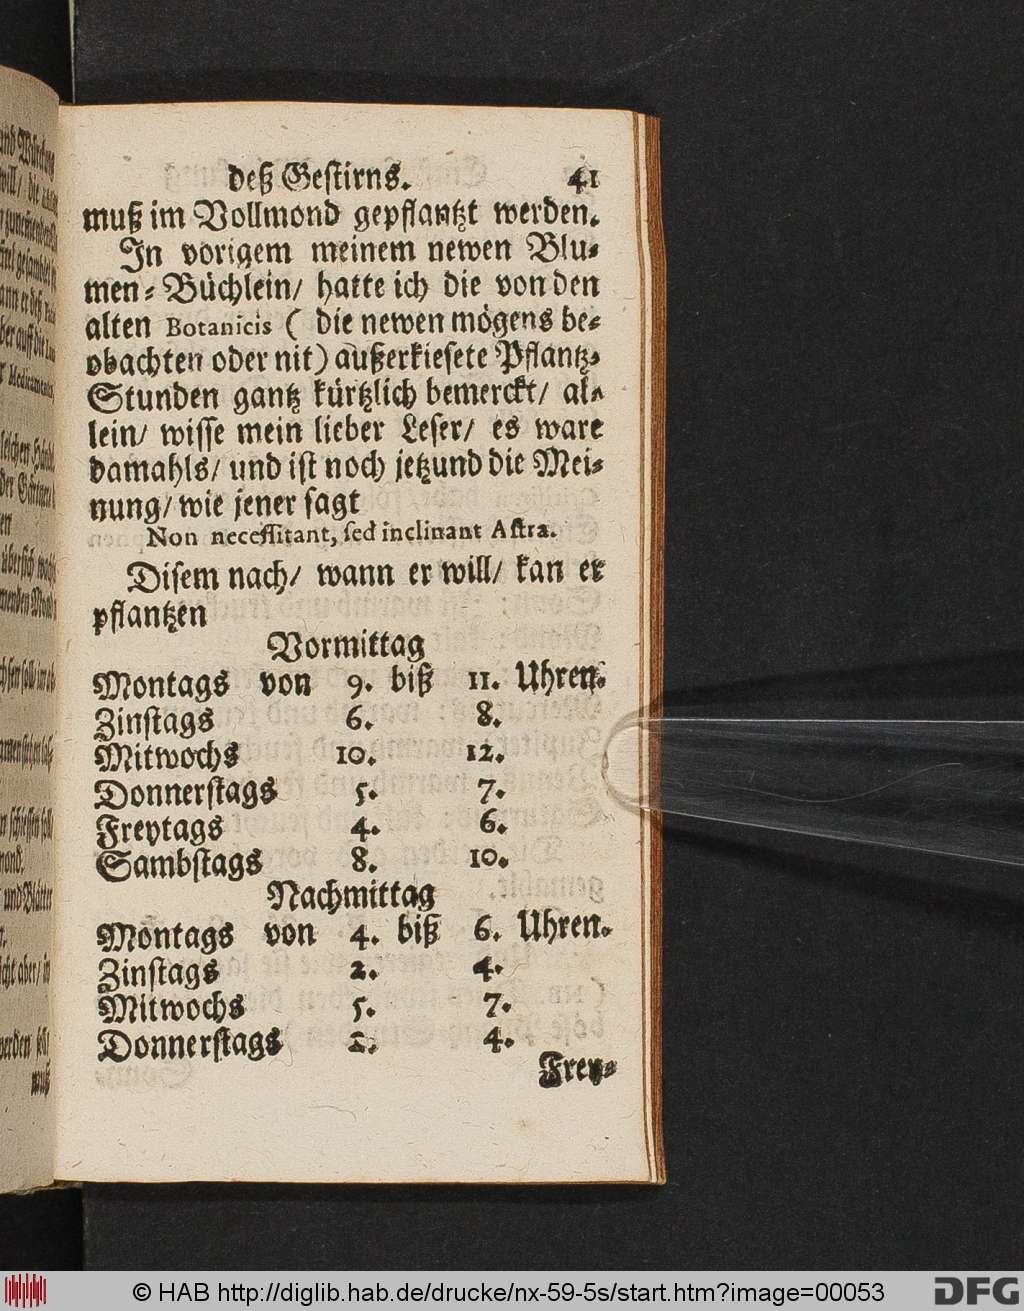 deß Gestirns. 41
muß im Vollmond gepflantzt werden.
In vorigem meinem newen Blu-
men-Büchlein/ hatte ich die von den
alten Botanicis ( die newen mögens be-
obachten oder nit) außerkiesete Pflantz-
Stunden gantz kürtzlich bemerckt/ al-
lein/ wisse mein lieber Leser/ es ware
damahls/ und ist noch jetzund die Mei-
nung/ wie jener sagt
Non necessitant, sed inclinant Astra.
Disem nach/ wann er will/ kan er
pflantzen
Vormittag
Montags von 9. biß 11. Uhren.
Zinstags 6. 8.
Mitwochs 10. 12.
Donnerstags 5. 7.
Freytags 4. 6.
Sambstags 8. 10.
Nachmittag
Montags von 4. biß 6. Uhren.
Zinstags 2. 4.
Mitwochs 5. 7.
Donnerstags 2. 4.
Frey-
© HAB http://diglib.hab.de/drucke/nx-59-5s/start.htm?image=00053
DFG